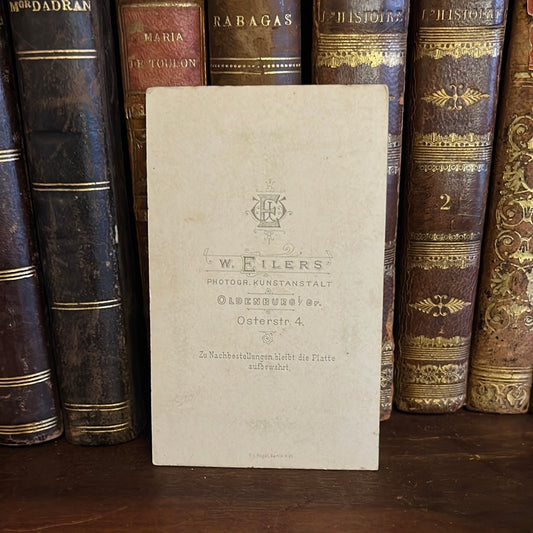 MOR DADRAN
MARIA
DE TOULON
RABAGAS
L'HISTOIRE
L'HISTOIRE
2
W. EILERS
PHOTOGR. KUNSTANSTALT
OLDENBURG i/Gr.
Osterstr. 4.
Zu Nachbestellungen bleibt die Platte
aufbewahrt.